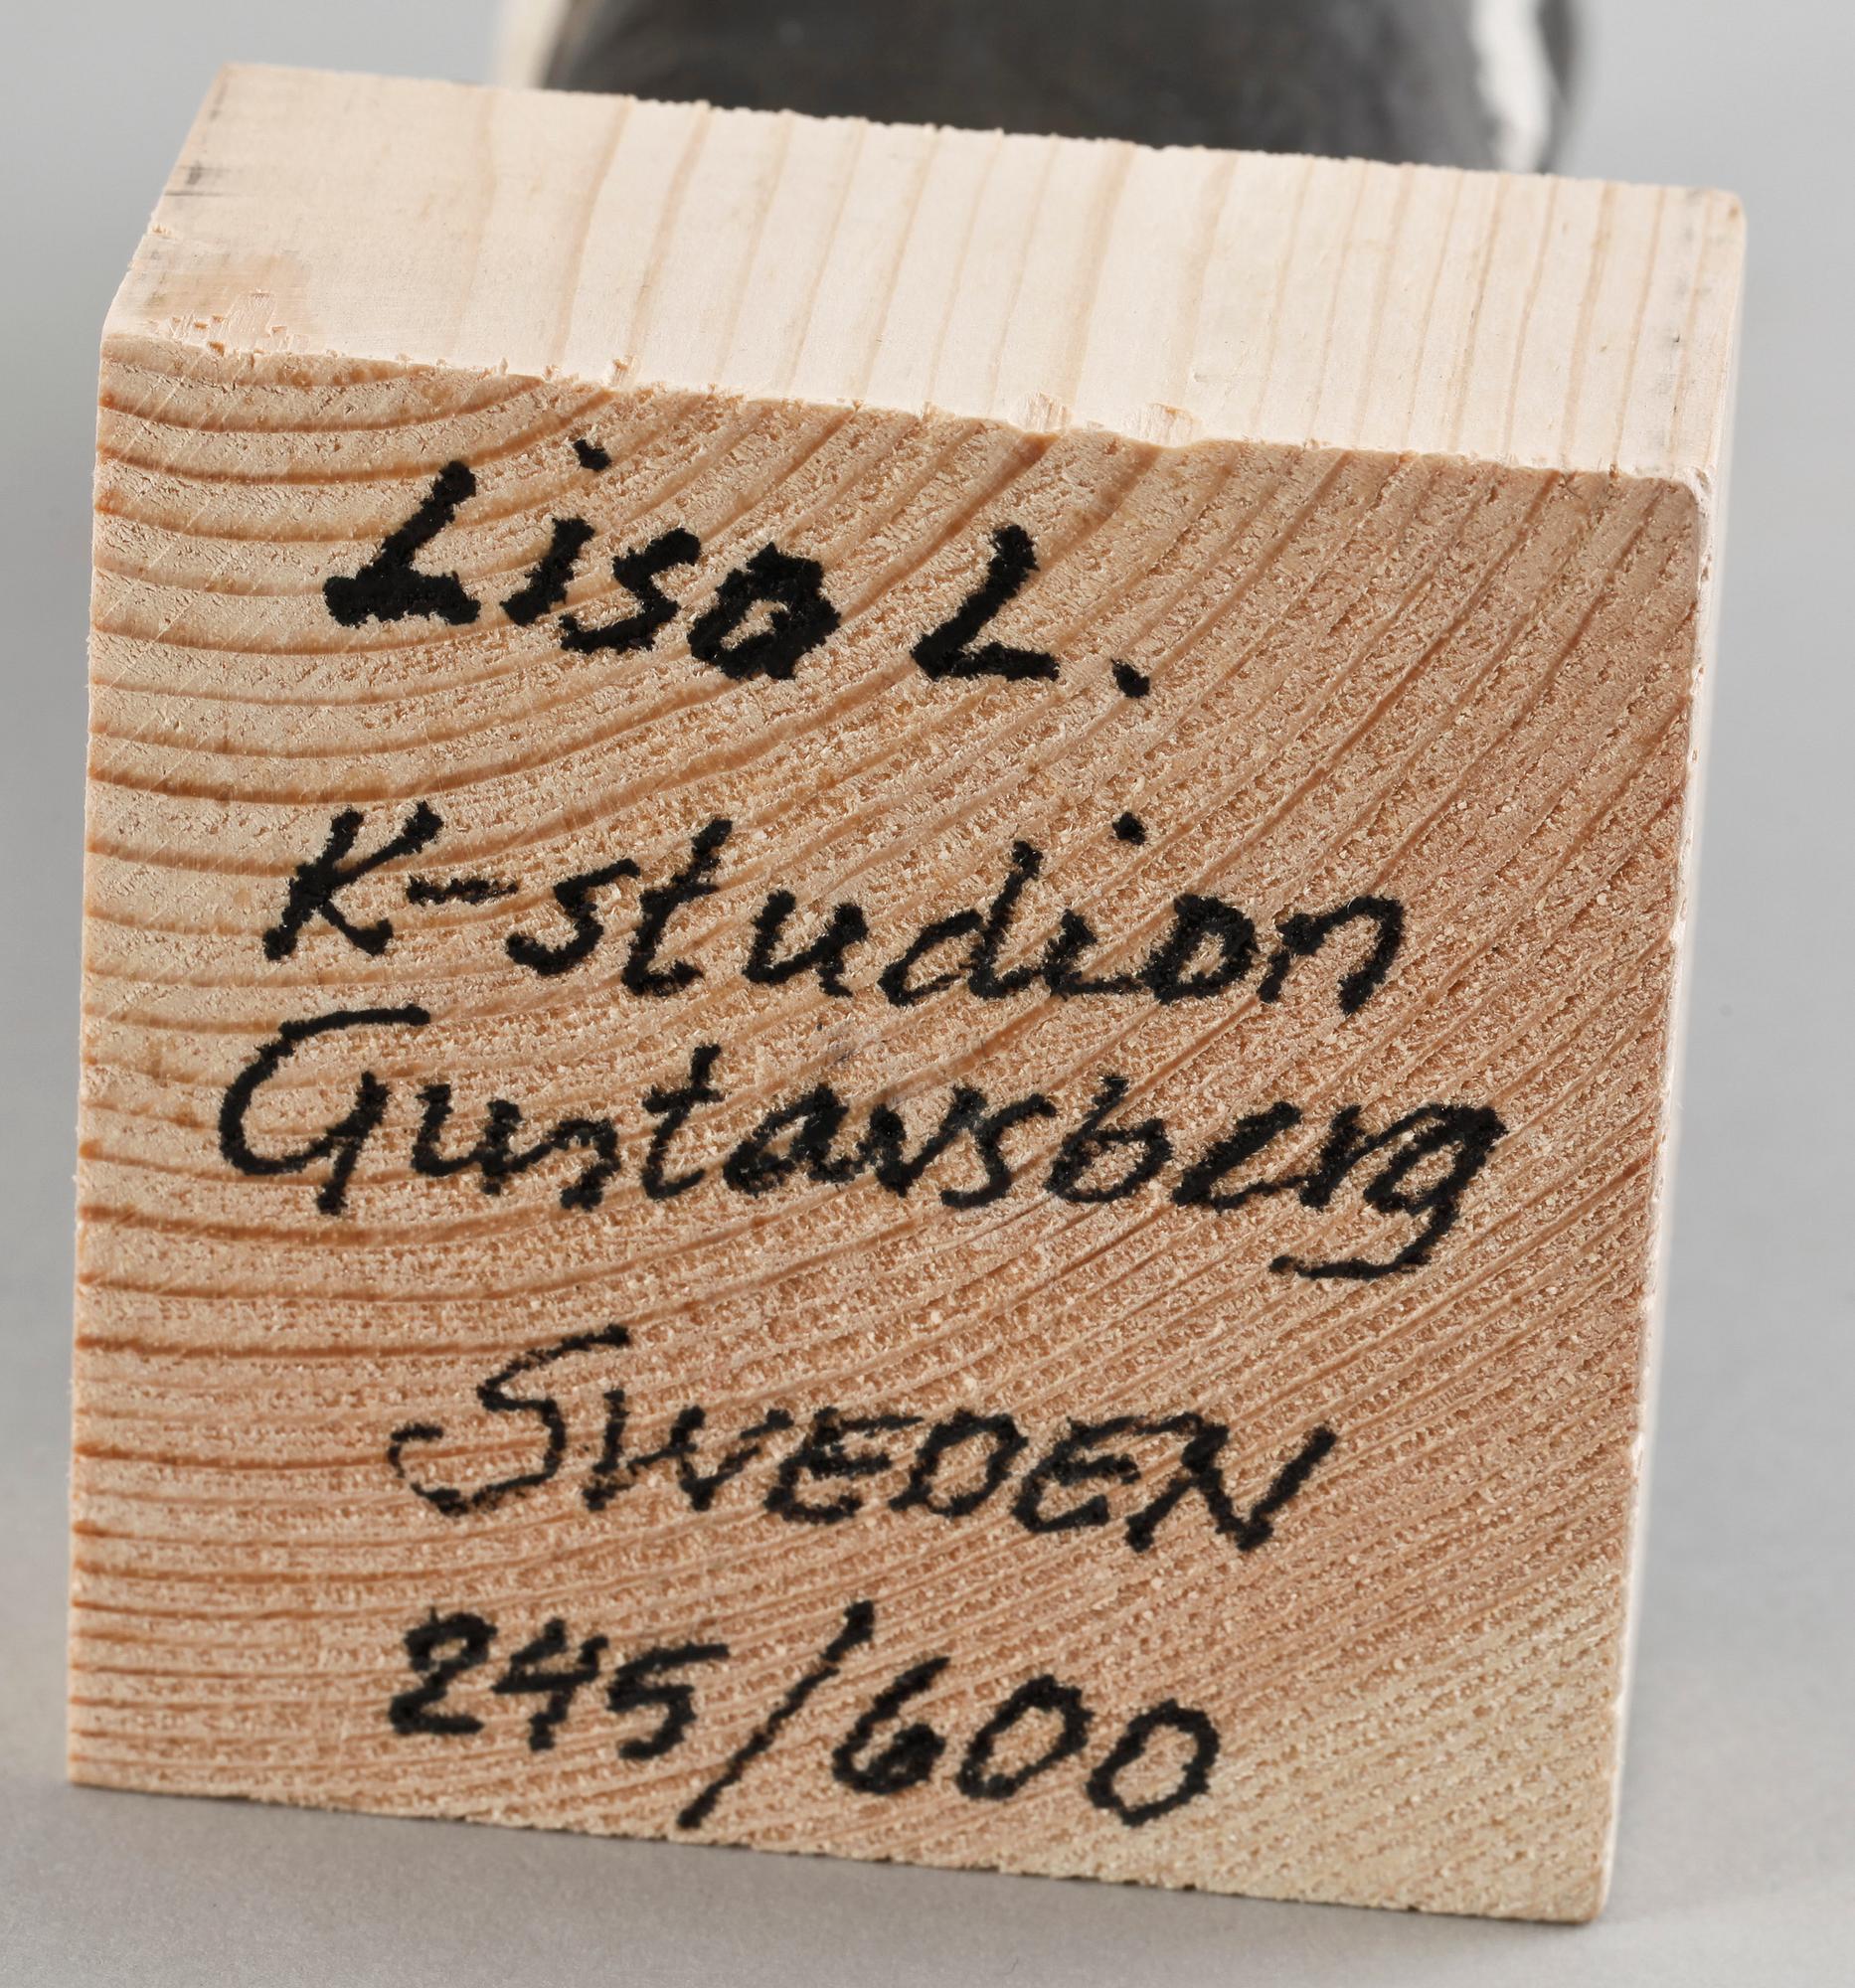 Lisa L.
K-studion
Gustavsberg
SWEDEN
245/600